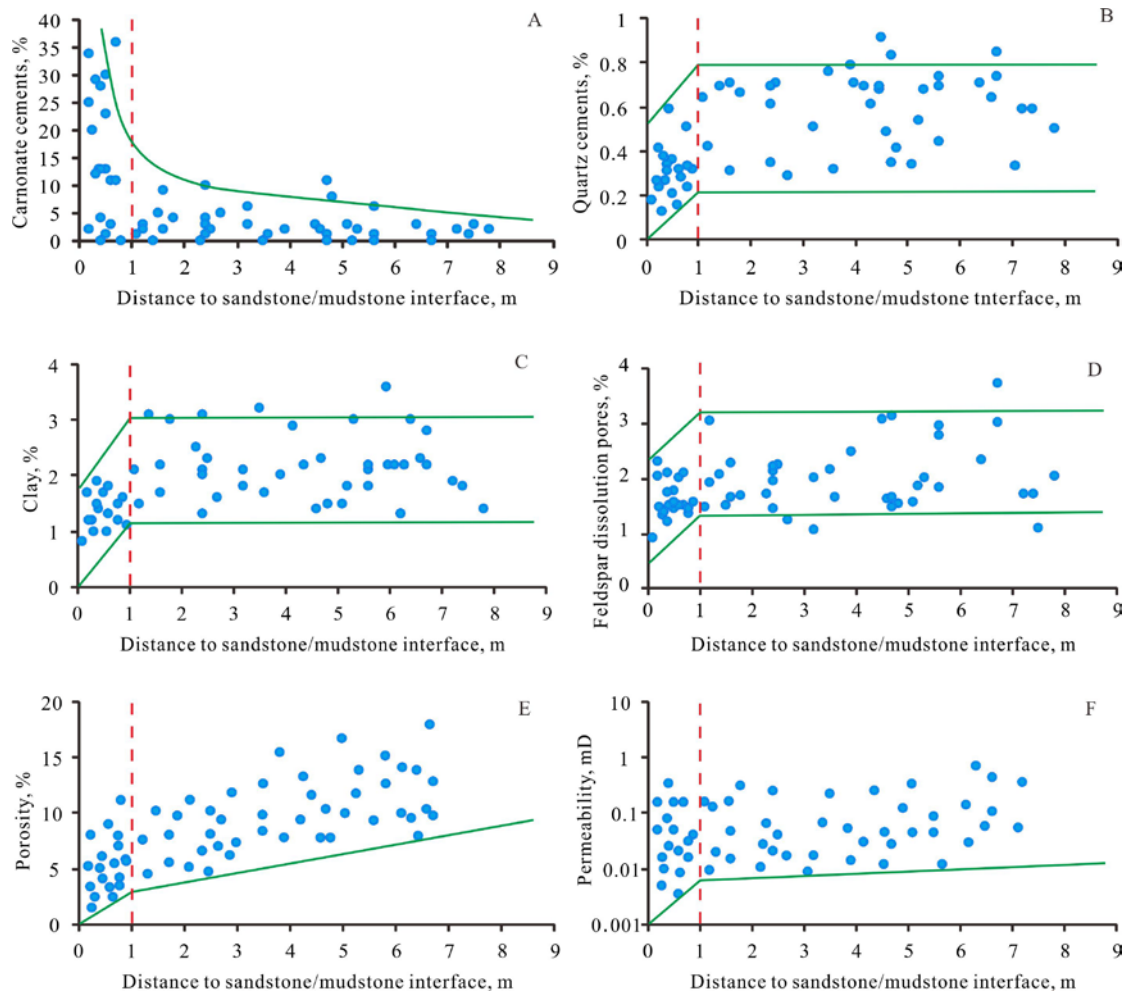 A
Carnonate cements, %
40
35
30
25
20
15
10
5
0
0 1 2 3 4 5 6 7 8 9
Distance to sandstone/mudstone interface, m
B
Quartz cements, %
1
0.8
0.6
0.4
0.2
0
0 1 2 3 4 5 6 7 8 9
Distance to sandstone/mudstone tnterface, m
C
Clay, %
4
3
2
1
0
0 1 2 3 4 5 6 7 8 9
Distance to sandstone/mudstone interface, m
D
Feldspar dissolution pores, %
4
3
2
1
0
0 1 2 3 4 5 6 7 8 9
Distance to sandstone/mudstone interface, m
E
Porosity, %
20
15
10
5
0
0 1 2 3 4 5 6 7 8 9
Distance to sandstone/mudstone interface, m
F
Permeability, mD
10
1
0.1
0.01
0.001
0 1 2 3 4 5 6 7 8 9
Distance to sandstone/mudstone interface, m